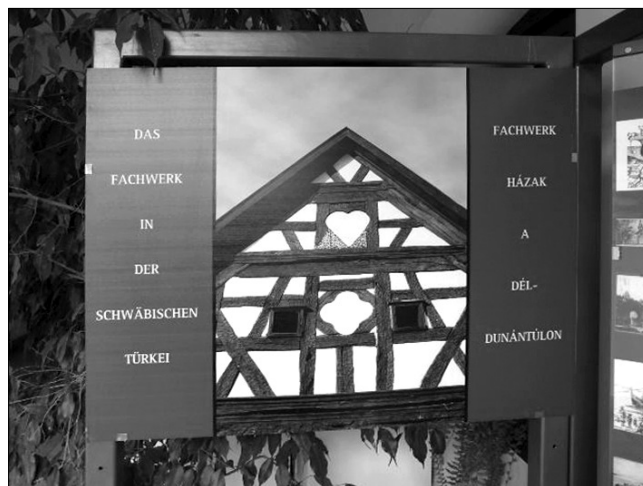 DAS
FACHWERK
IN
DER
SCHWÄBISCHEN
TÜRKEI
FACHWERK
HÁZAK
A
DÉL-
DUNÁNTÚLON